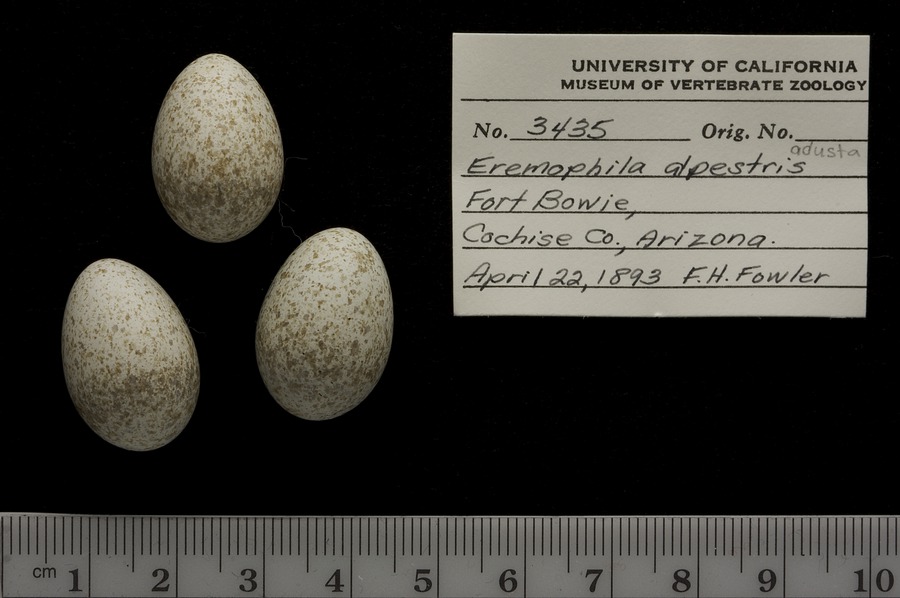 UNIVERSITY OF CALIFORNIA
MUSEUM OF VERTEBRATE ZOOLOGY
No. 3435 Orig. No.
adusta
Eremophila alpestris
Fort Bowie,
Cochise Co., Arizona.
April 22, 1893 F.H. Fowler
cm 1 2 3 4 5 6 7 8 9 10